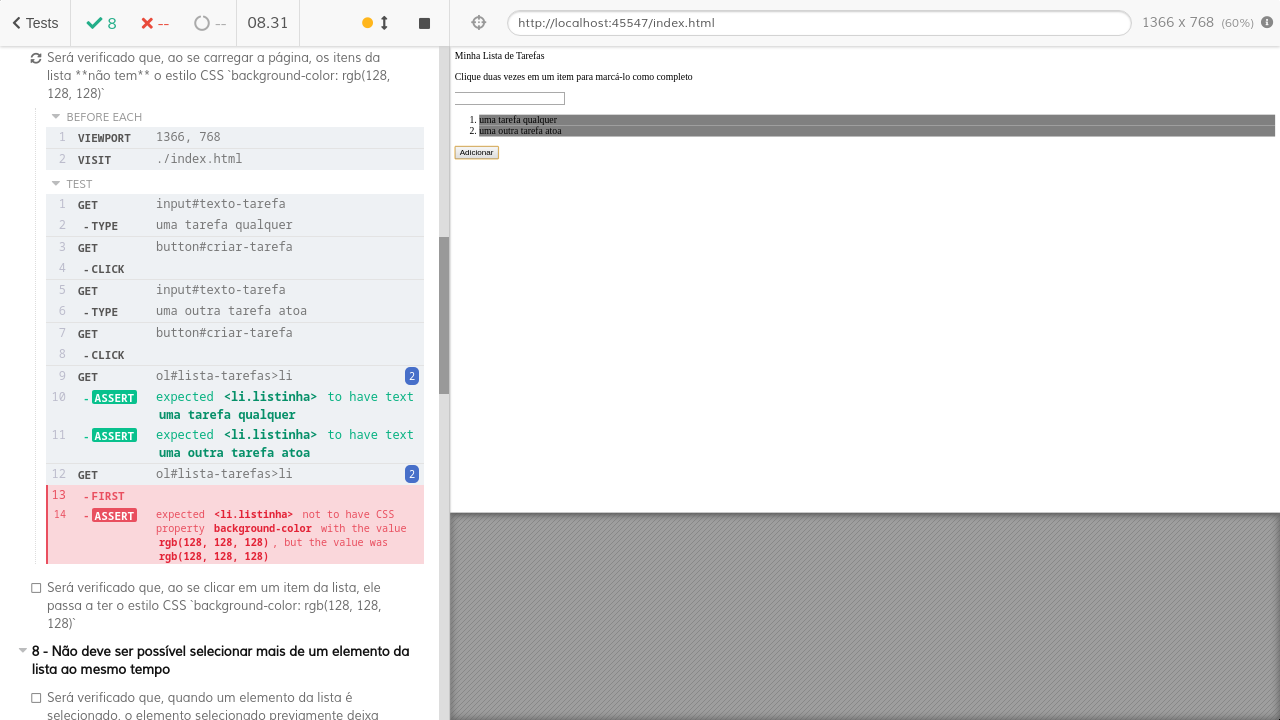 Tests
8
--
--
08.31
http://localhost:45547/index.html
1366 x 768 (60%)
Será verificado que, ao se carregar a página, os itens da
lista **não tem** o estilo CSS `background-color: rgb(128,
128, 128)`
BEFORE EACH
1 VIEWPORT 1366, 768
2 VISIT ./index.html
TEST
1 GET input#texto-tarefa
2 -TYPE uma tarefa qualquer
3 GET button#criar-tarefa
4 -CLICK
5 GET input#texto-tarefa
6 -TYPE uma outra tarefa atoa
7 GET button#criar-tarefa
8 -CLICK
9 GET ol#lista-tarefas>li 2
10 -ASSERT expected <li.listinha> to have text
uma tarefa qualquer
11 -ASSERT expected <li.listinha> to have text
uma outra tarefa atoa
12 GET ol#lista-tarefas>li 2
13 -FIRST
14 -ASSERT expected <li.listinha> not to have CSS
property background-color with the value
rgb(128, 128, 128), but the value was
rgb(128, 128, 128)
Será verificado que, ao se clicar em um item da lista, ele
passa a ter o estilo CSS `background-color: rgb(128, 128,
128)`
8 - Não deve ser possível selecionar mais de um elemento da
lista ao mesmo tempo
Será verificado que, quando um elemento da lista é
selecionado, o elemento selecionado previamente deixa
Minha Lista de Tarefas
Clique duas vezes em um item para marcá-lo como completo
1. uma tarefa qualquer
2. uma outra tarefa atoa
Adicionar